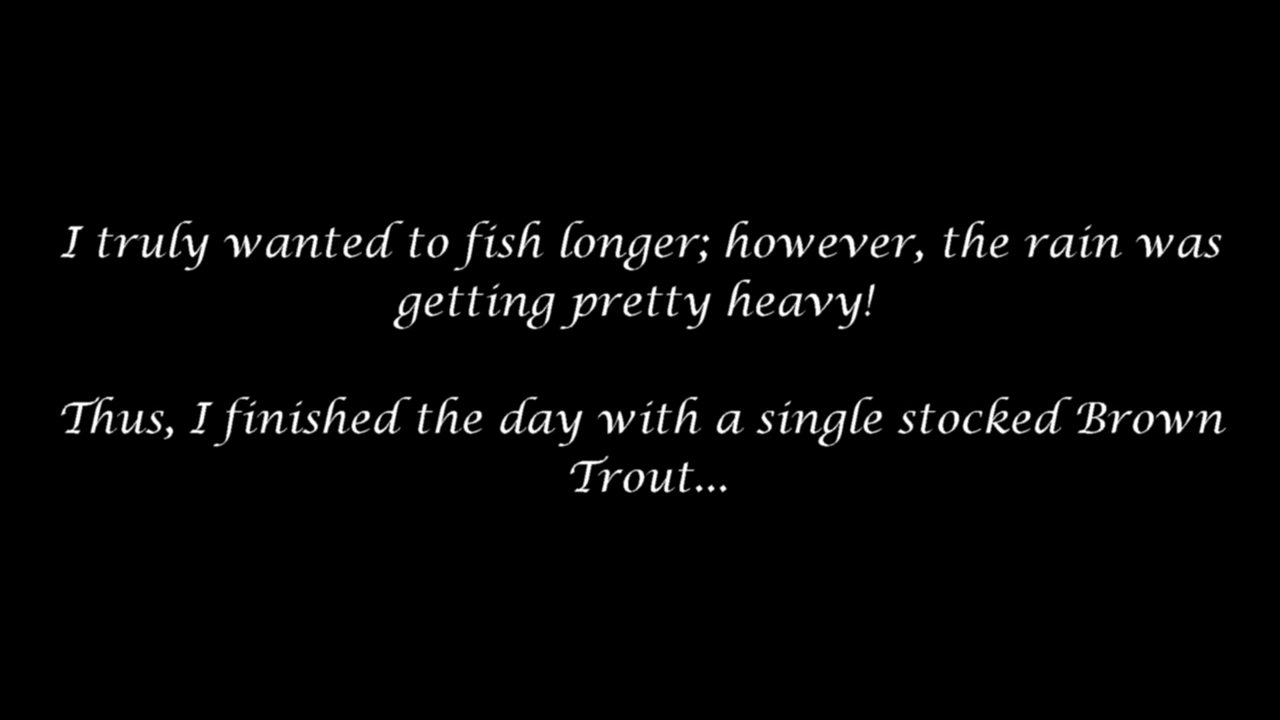 I truly wanted to fish longer; however, the rain was
getting pretty heavy!
Thus, I finished the day with a single stocked Brown
Trout...